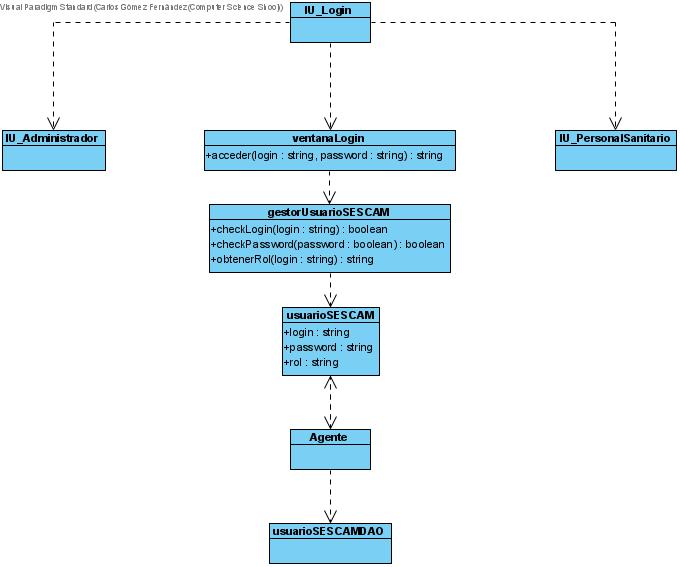 Visual Paradigm Standard(Carlos Gómez Fernández(Computer Science Shool))
IU_Login
IU_Administrador
ventanaLogin
+acceder(login : string, password : string) : string
IU_PersonalSanitario
gestorUsuarioSESCAM
+checkLogin(login : string) : boolean
+checkPassword(password : boolean) : boolean
+obtenerRol(login : string) : string
usuarioSESCAM
+login : string
+password : string
+rol : string
Agente
usuarioSESCAMDAO